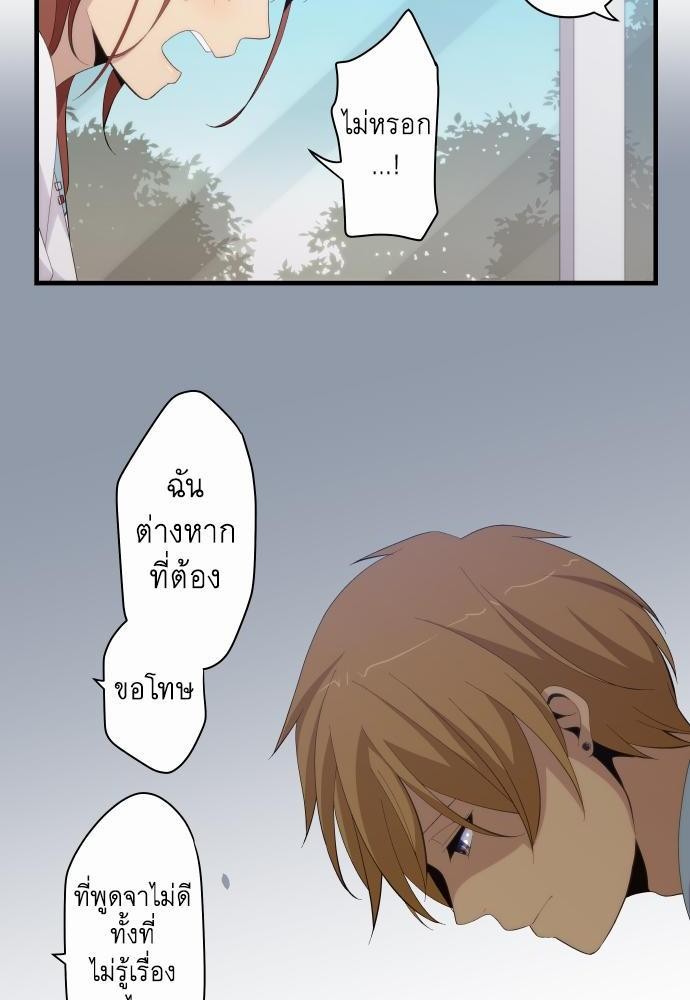 ไม่หรอก
...!
ฉัน
ต่างหาก
ที่ต้อง
ขอโทษ
ที่พูดจาไม่ดี
ทั้งที่
ไม่รู้เรื่อง